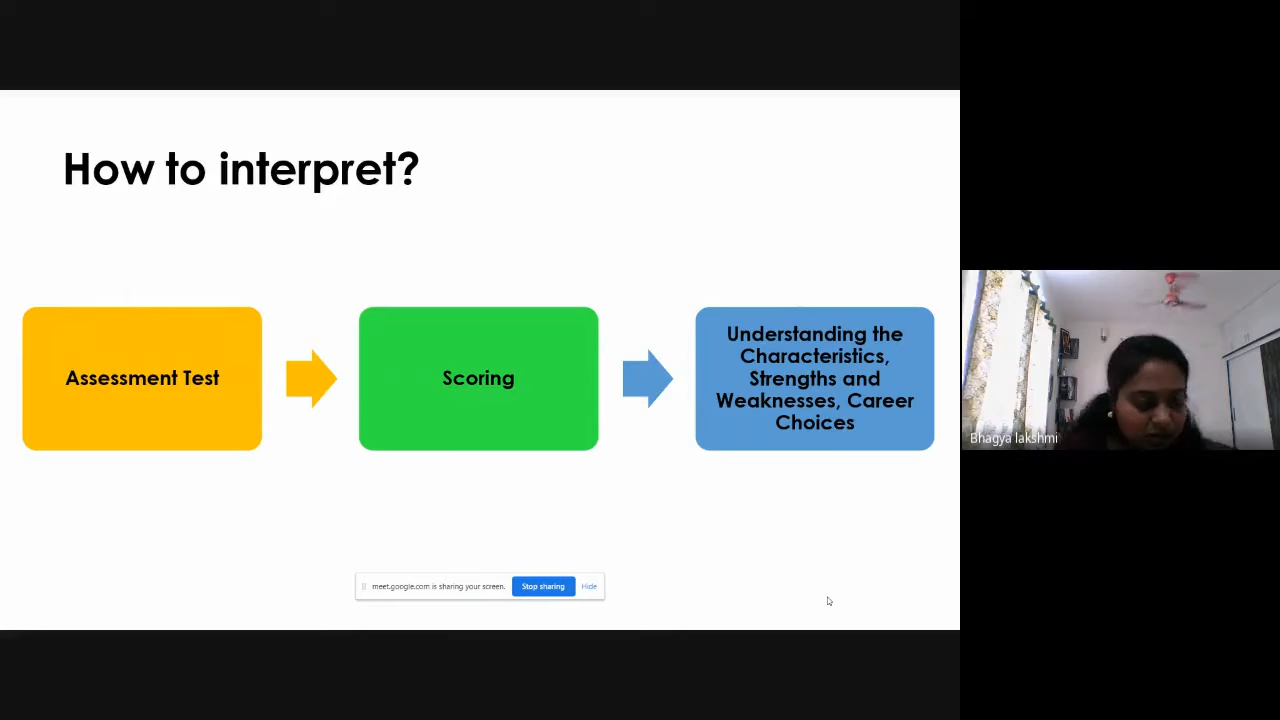 How to interpret?
Assessment Test
Scoring
Understanding the
Characteristics,
Strengths and
Weaknesses, Career
Choices
meet.google.com is sharing your screen.
Stop sharing
Hide
Bhagya lakshmi